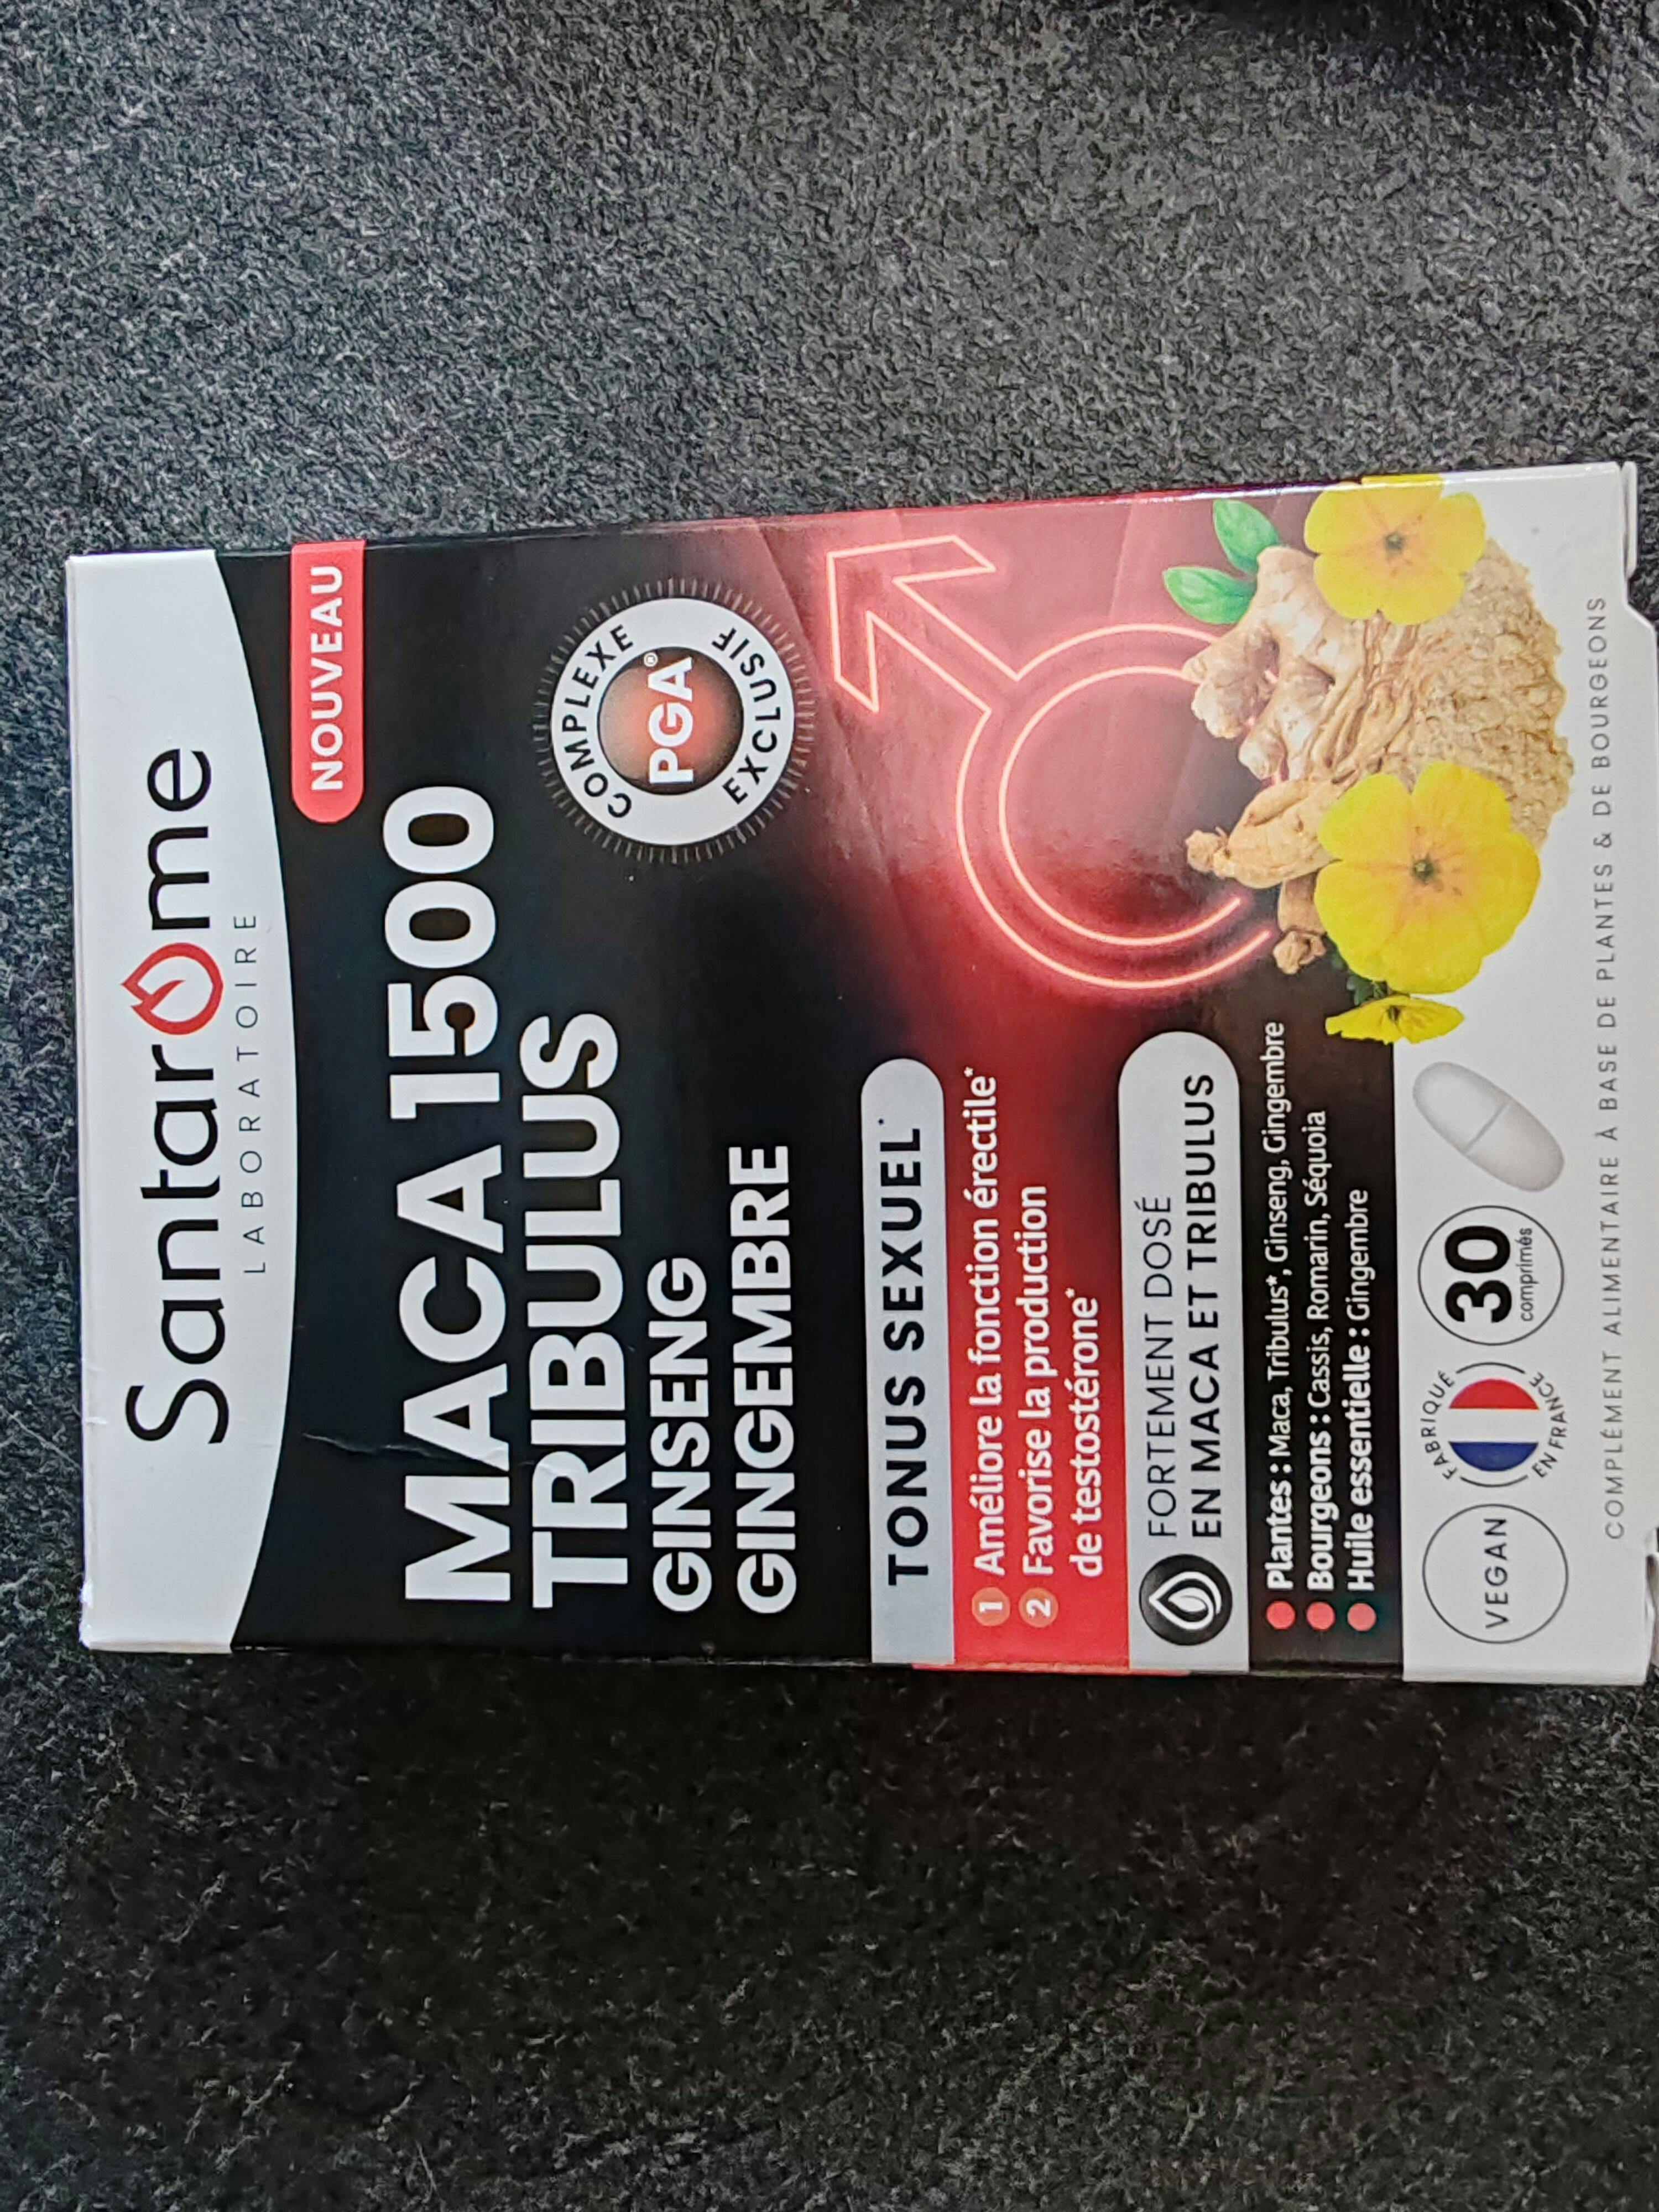 Santarome
LABORATOIRE
NOUVEAU
MACA 1500
TRIBULUS
GINSENG
GINGEMBRE
COMPLEXE
PGA®
EXCLUSIF
TONUS SEXUEL*
1 Améliore la fonction érectile*
2 Favorise la production
de testostérone*
FORTEMENT DOSÉ
EN MACA ET TRIBULUS
Plantes : Maca, Tribulus*, Ginseng, Gingembre
Bourgeons : Cassis, Romarin, Séquoia
Huile essentielle : Gingembre
VEGAN
FABRIQUÉ
EN FRANCE
30
comprimés
COMPLÉMENT ALIMENTAIRE À BASE DE PLANTES & DE BOURGEONS